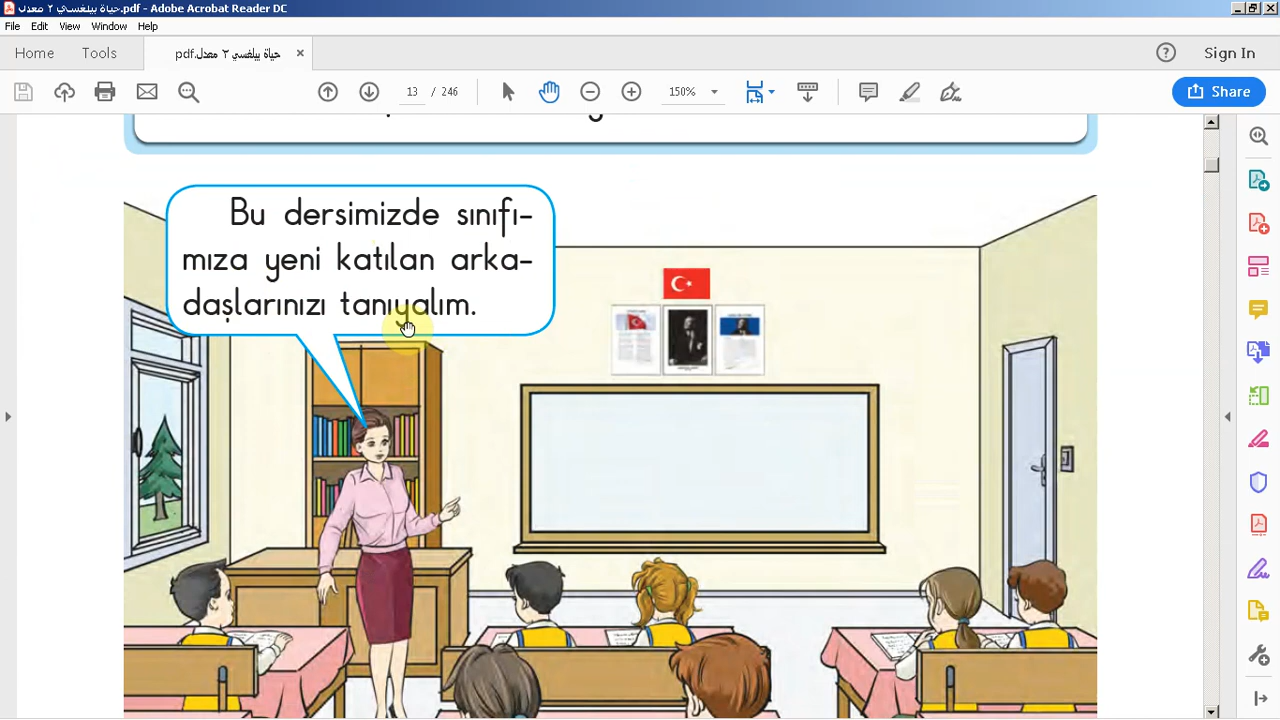 حياة بيلغسي ٢ معدل.pdf - Adobe Acrobat Reader DC
File Edit View Window Help
Home Tools حياة بيلغسي ٢ معدل.pdf × Sign In
13 / 246 150% Share
Bu dersimizde sınıfı-
mıza yeni katılan arka-
daşlarınızı tanıyalım.